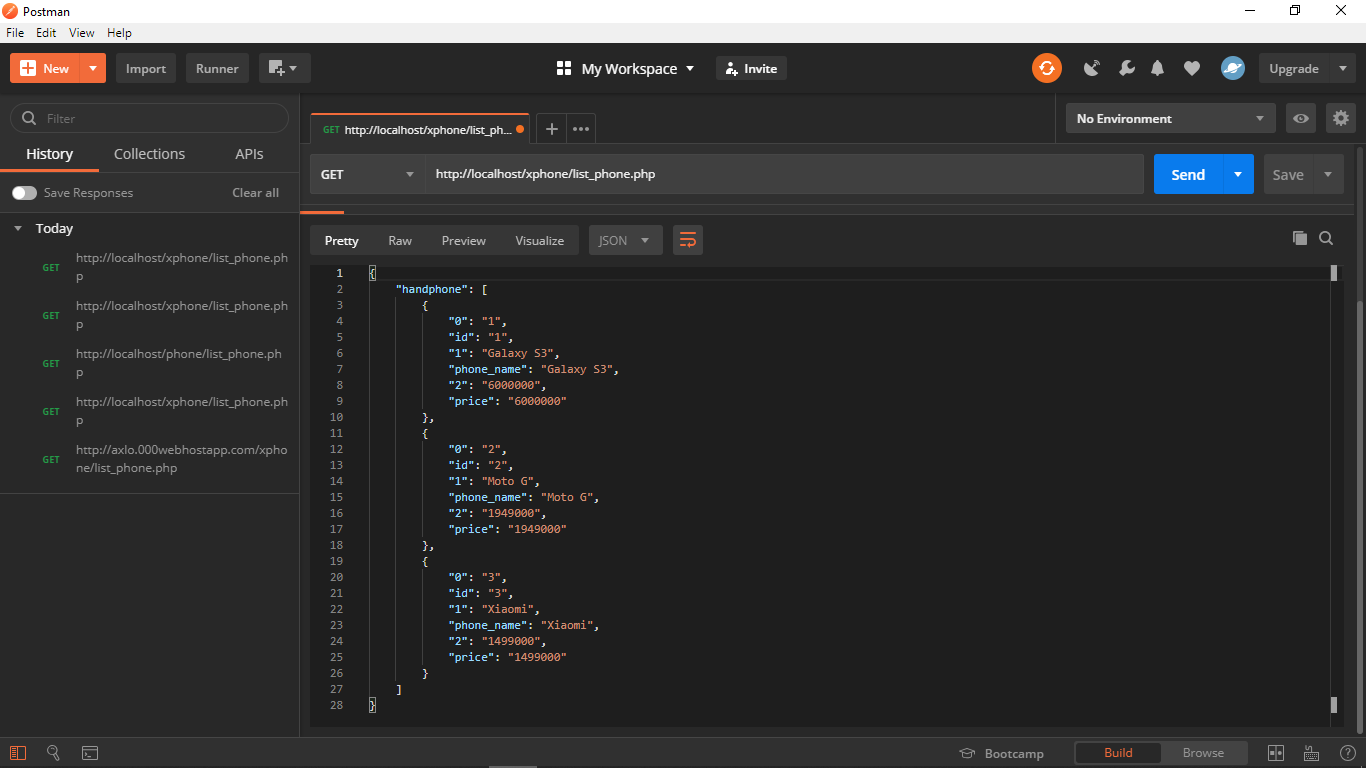 Postman
File Edit View Help
New Import Runner My Workspace Invite Upgrade
Filter
History Collections APIs
Save Responses Clear all
Today
GET http://localhost/xphone/list_phone.ph
p
GET http://localhost/xphone/list_phone.ph
p
GET http://localhost/phone/list_phone.ph
p
GET http://localhost/xphone/list_phone.ph
p
GET http://axlo.000webhostapp.com/xpho
ne/list_phone.php
GET http://localhost/xphone/list_ph... No Environment
GET http://localhost/xphone/list_phone.php Send Save
Pretty Raw Preview Visualize JSON
1 {
2 "handphone": [
3 {
4 "0": "1",
5 "id": "1",
6 "1": "Galaxy S3",
7 "phone_name": "Galaxy S3",
8 "2": "6000000",
9 "price": "6000000"
10 },
11 {
12 "0": "2",
13 "id": "2",
14 "1": "Moto G",
15 "phone_name": "Moto G",
16 "2": "1949000",
17 "price": "1949000"
18 },
19 {
20 "0": "3",
21 "id": "3",
22 "1": "Xiaomi",
23 "phone_name": "Xiaomi",
24 "2": "1499000",
25 "price": "1499000"
26 }
27 ]
28 }
Bootcamp Build Browse